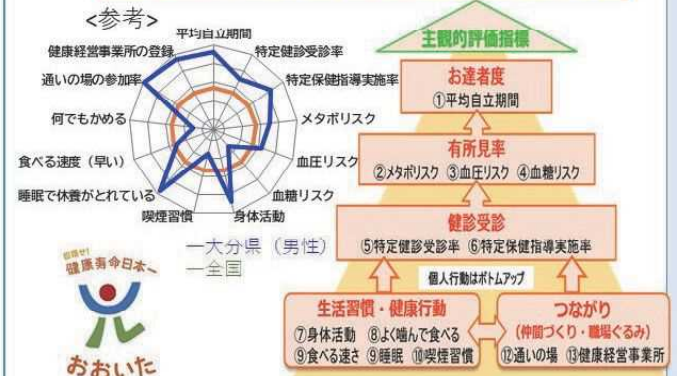 <参考>
平均自立期間
健康経営事業所の登録
特定健診受診率
通いの場の参加率
特定保健指導実施率
何でもかめる
メタボリスク
食べる速度（早い）
血圧リスク
睡眠で休養がとれている
血糖リスク
喫煙習慣
身体活動
―大分県（男性）
―全国
目指せ!
健康寿命日本一
おおいた
主観的評価指標
お達者度
①平均自立期間
有所見率
②メタボリスク ③血圧リスク ④血糖リスク
健診受診
⑤特定健診受診率 ⑥特定保健指導実施率
個人行動はボトムアップ
生活習慣・健康行動
⑦身体活動 ⑧よく噛んで食べる
⑨食べる速さ ⑨睡眠 ⑩喫煙習慣
つながり
(仲間づくり・職場ぐるみ)
⑫通いの場 ⑬健康経営事業所